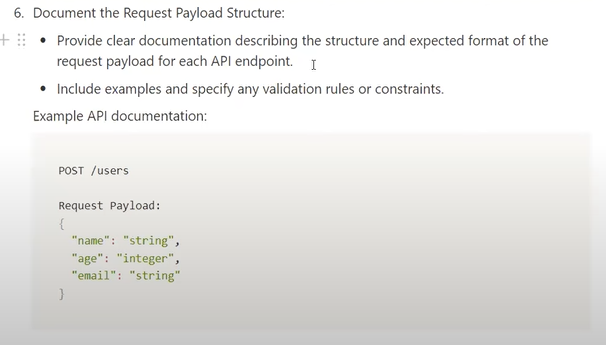 6. Document the Request Payload Structure:
• Provide clear documentation describing the structure and expected format of the
request payload for each API endpoint.
• Include examples and specify any validation rules or constraints.
Example API documentation:
POST /users
Request Payload:
{
"name": "string",
"age": "integer",
"email": "string"
}